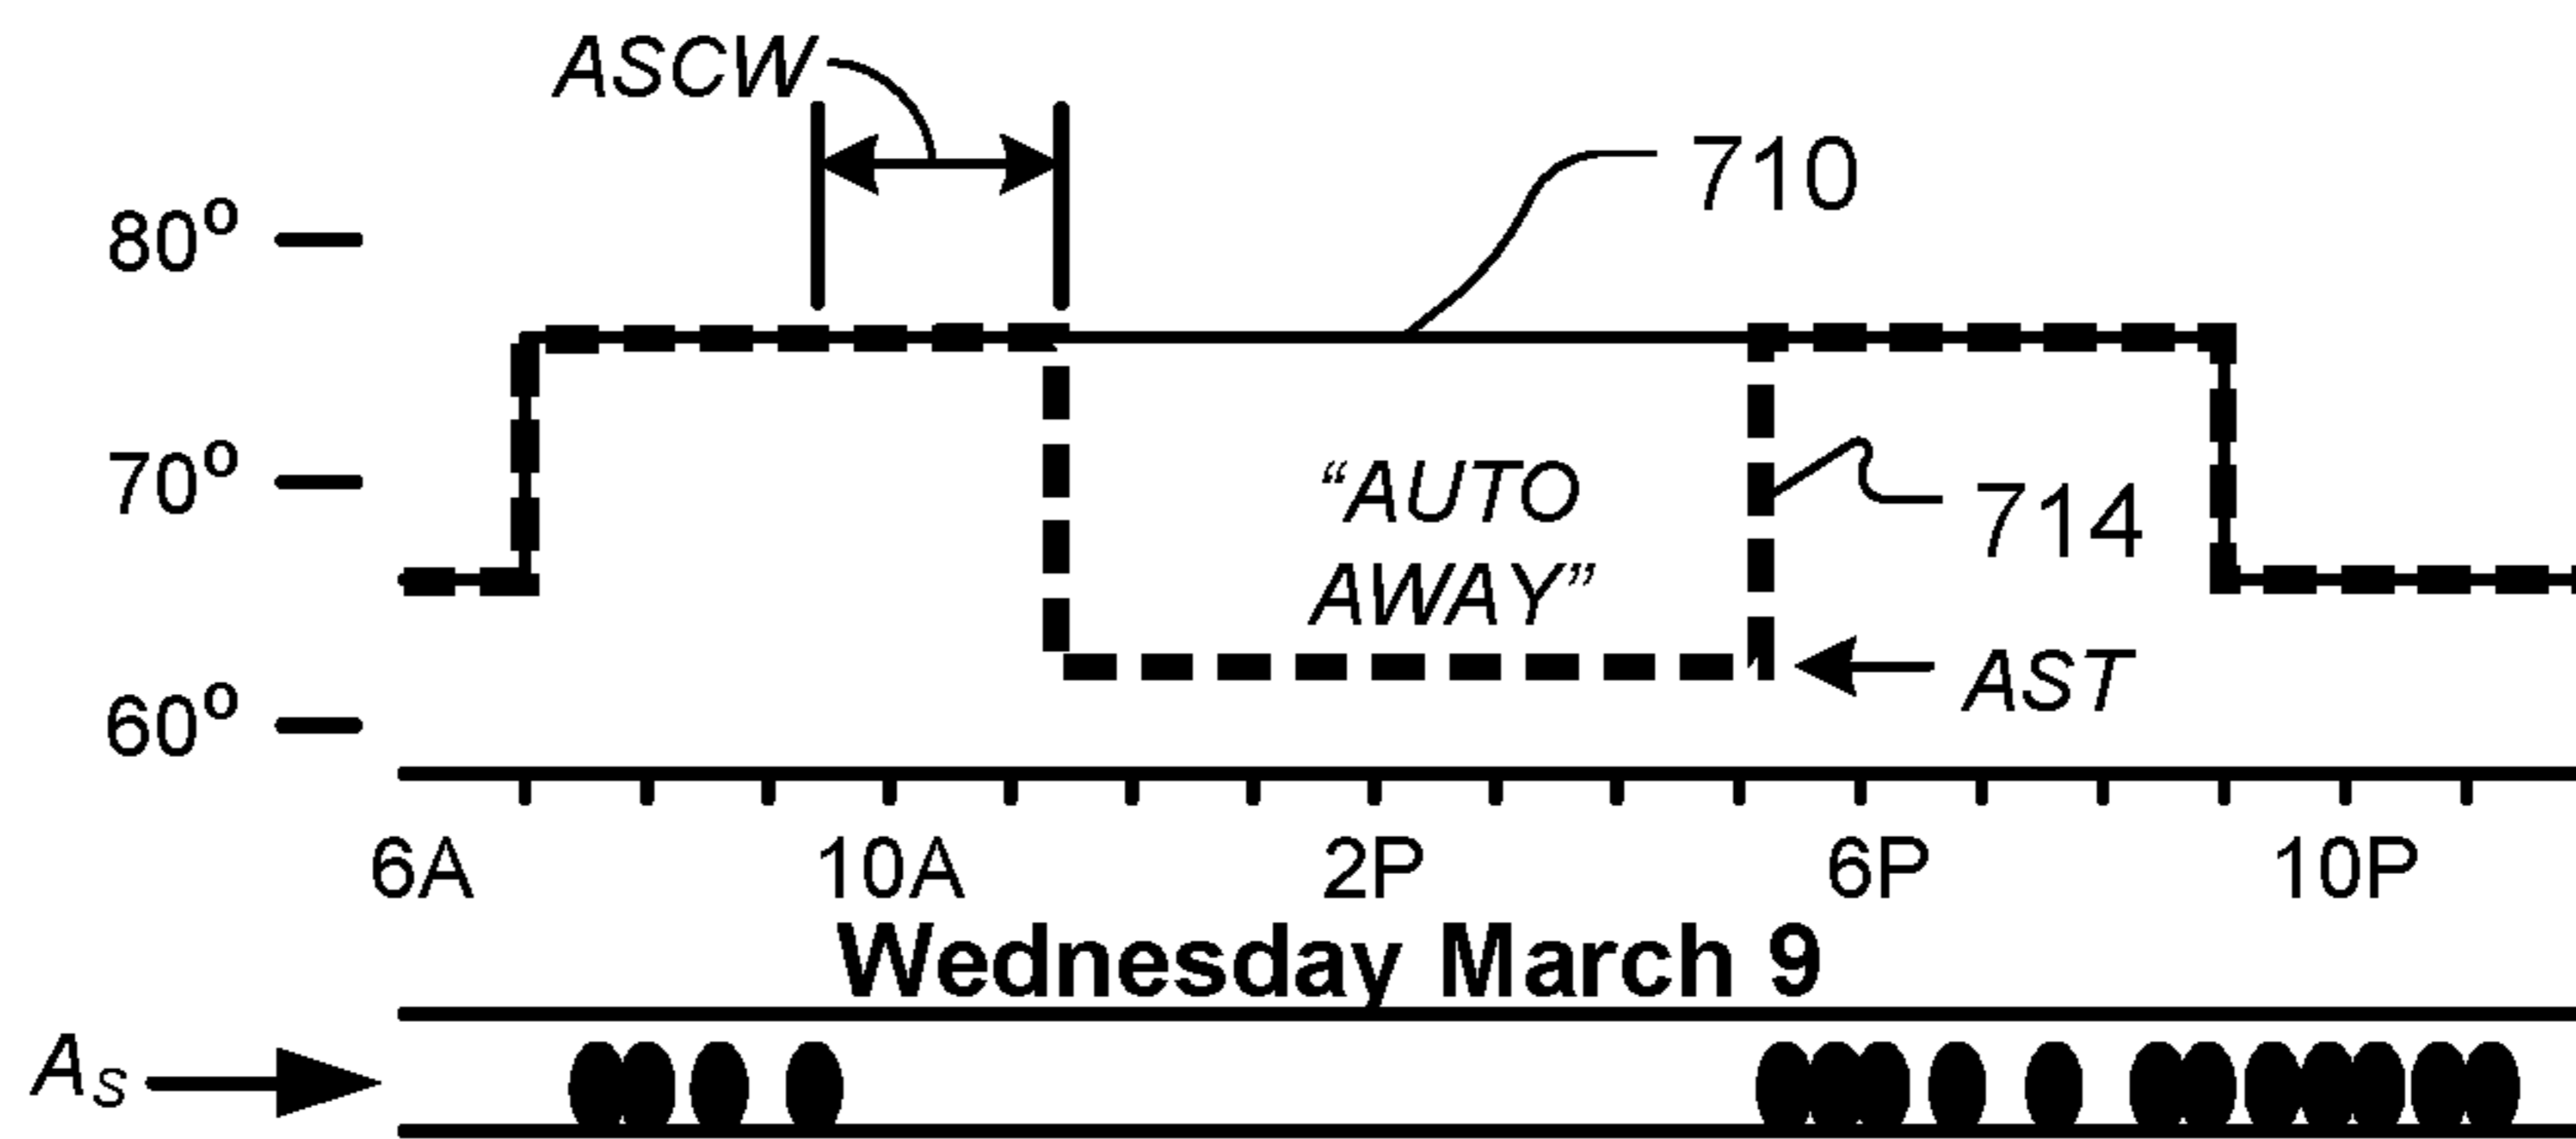 ASCW
710
80°
70°
"AUTO
AWAY"
714
AST
60°
6A 10A 2P 6P 10P
Wednesday March 9
AS